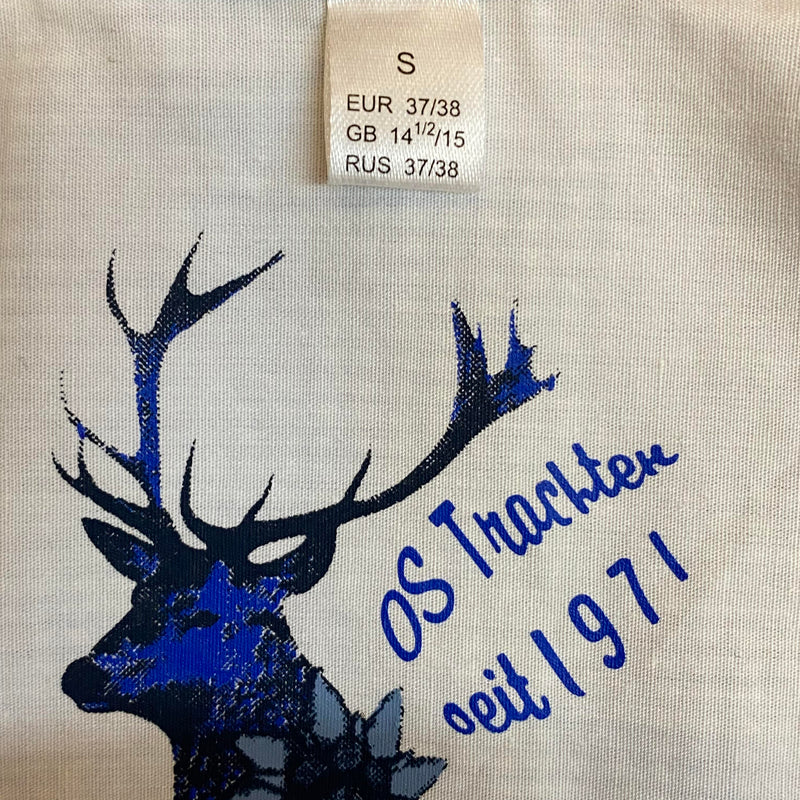 S
EUR 37/38
GB 14 1/2/15
RUS 37/38
OS Trachten
seit 1971